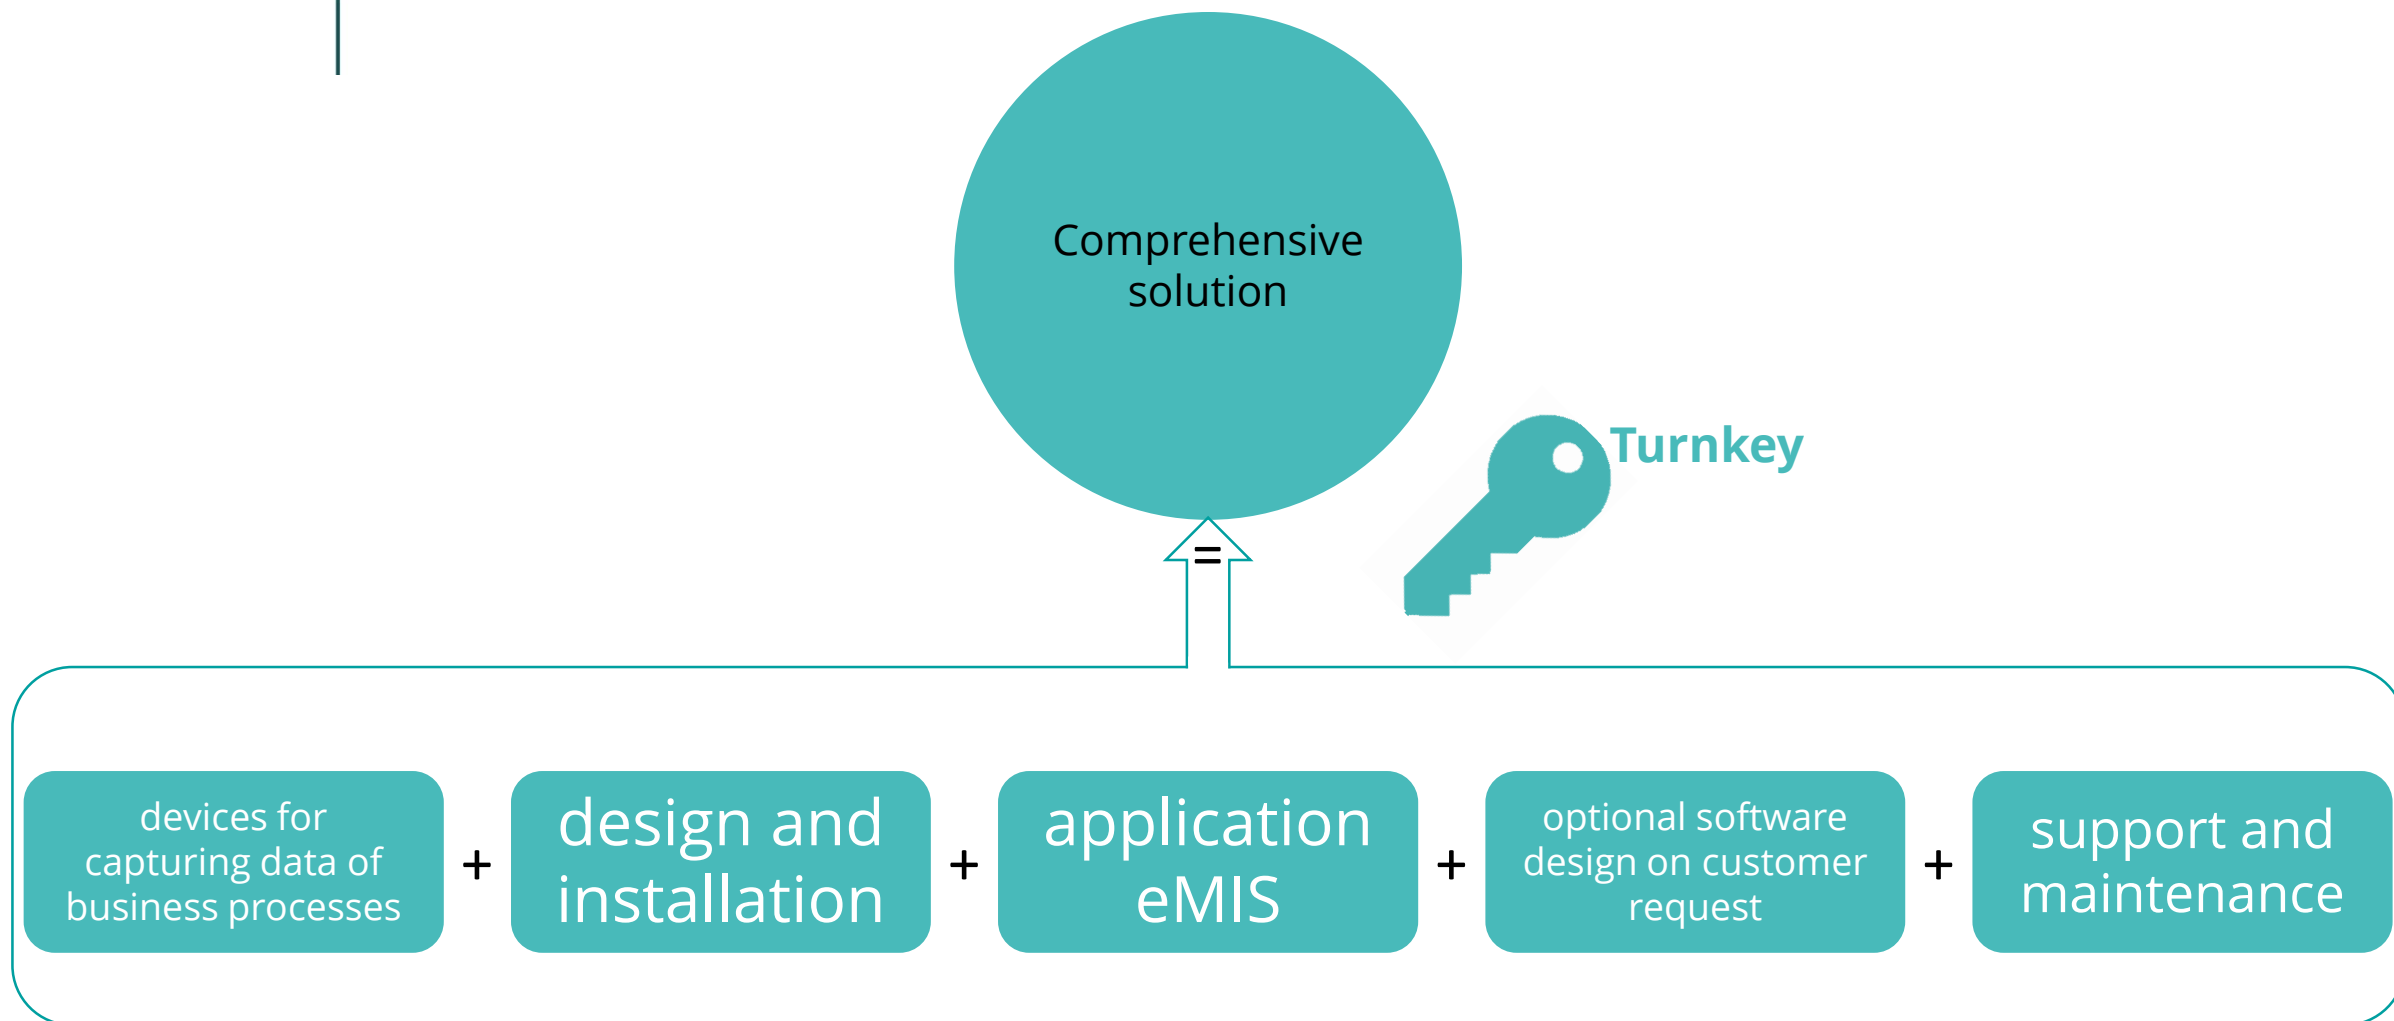 Comprehensive
solution
Turnkey
=
devices for
capturing data of
business processes
+
design and
installation
+
application
eMIS
+
optional software
design on customer
request
+
support and
maintenance